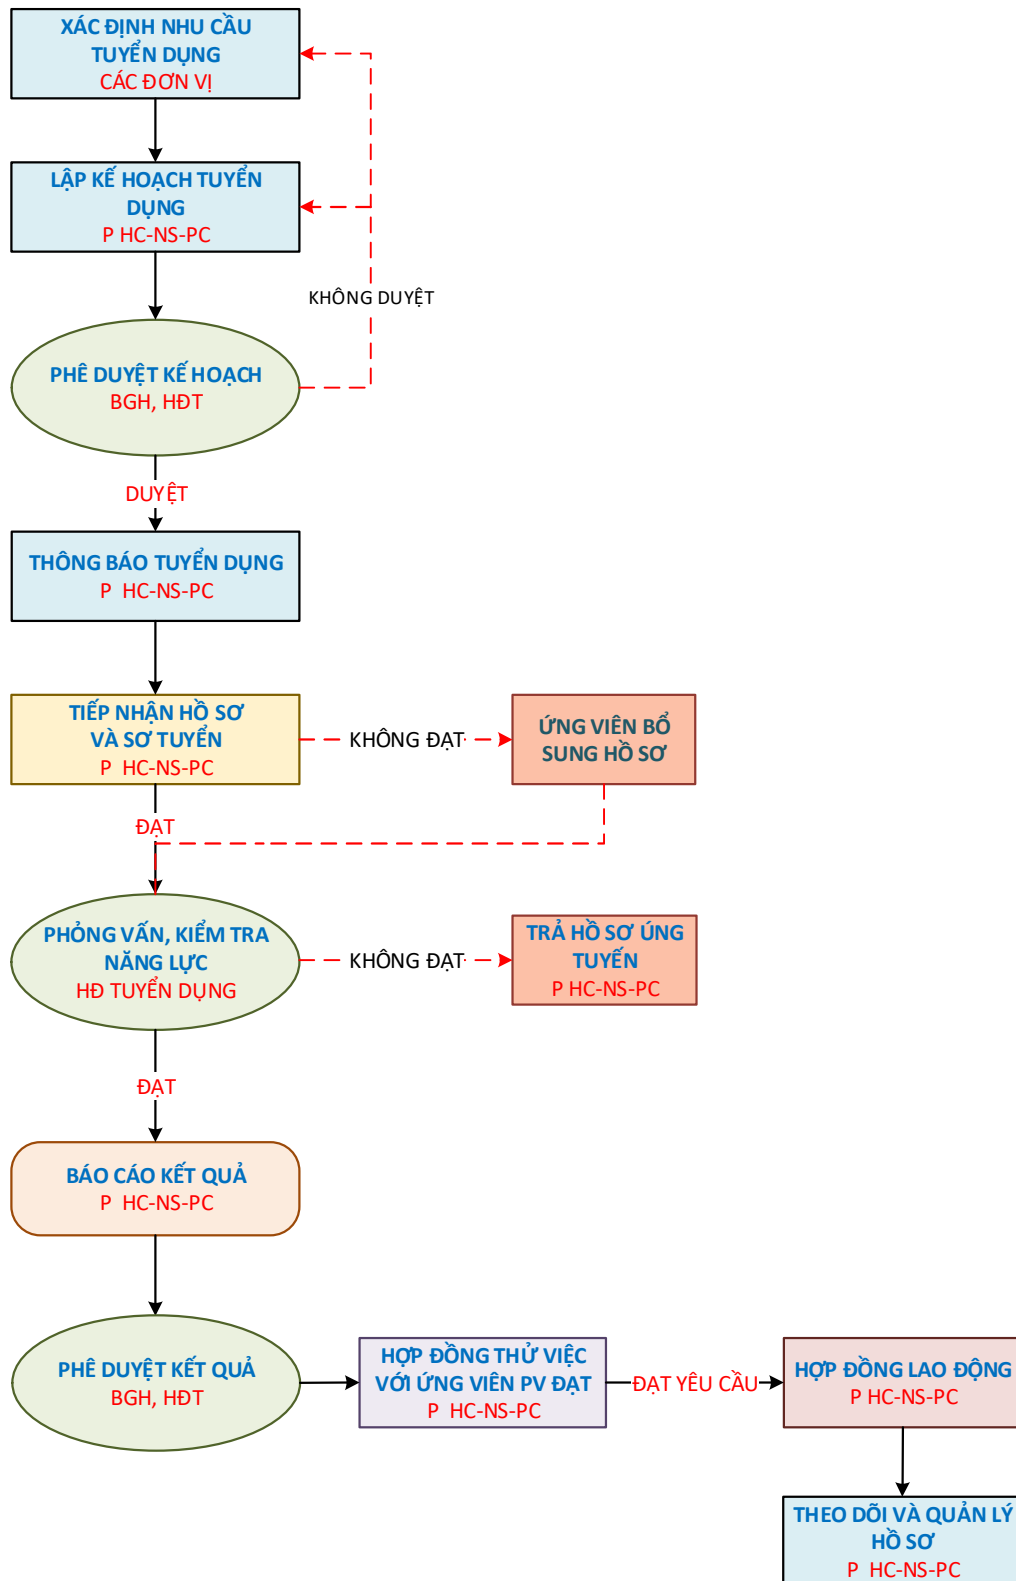 XÁC ĐỊNH NHU CẦU
TUYỂN DỤNG
CÁC ĐƠN VỊ
LẬP KẾ HOẠCH TUYỂN
DỤNG
P HC-NS-PC
KHÔNG DUYỆT
PHÊ DUYỆT KẾ HOẠCH
BGH, HĐT
DUYỆT
THÔNG BÁO TUYỂN DỤNG
P HC-NS-PC
TIẾP NHẬN HỒ SƠ
VÀ SƠ TUYỂN
P HC-NS-PC
KHÔNG ĐẠT
ỨNG VIÊN BỔ
SUNG HỒ SƠ
ĐẠT
PHỎNG VẤN, KIỂM TRA
NĂNG LỰC
HĐ TUYỂN DỤNG
KHÔNG ĐẠT
TRẢ HỒ SƠ ÚNG
TUYẾN
P HC-NS-PC
ĐẠT
BÁO CÁO KẾT QUẢ
P HC-NS-PC
PHÊ DUYỆT KẾT QUẢ
BGH, HĐT
HỢP ĐỒNG THỬ VIỆC
VỚI ỨNG VIÊN PV ĐẠT
P HC-NS-PC
ĐẠT YÊU CẦU
HỢP ĐỒNG LAO ĐỘNG
P HC-NS-PC
THEO DÕI VÀ QUẢN LÝ
HỒ SƠ
P HC-NS-PC